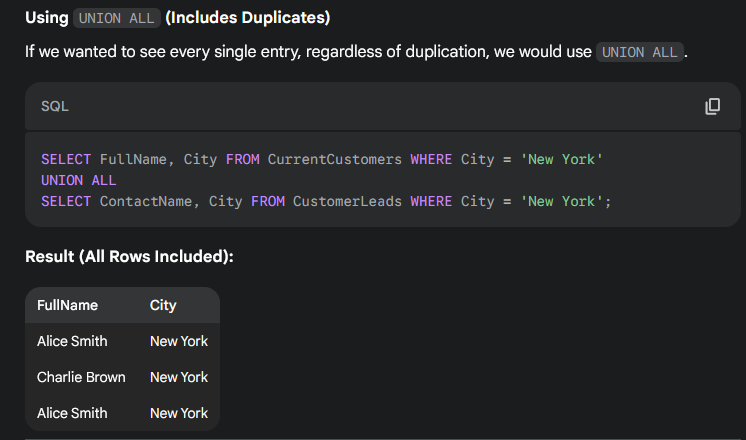 Using UNION ALL (Includes Duplicates)
If we wanted to see every single entry, regardless of duplication, we would use UNION ALL.
SQL
SELECT FullName, City FROM CurrentCustomers WHERE City = 'New York'
UNION ALL
SELECT ContactName, City FROM CustomerLeads WHERE City = 'New York';
Result (All Rows Included):
FullName City
Alice Smith New York
Charlie Brown New York
Alice Smith New York